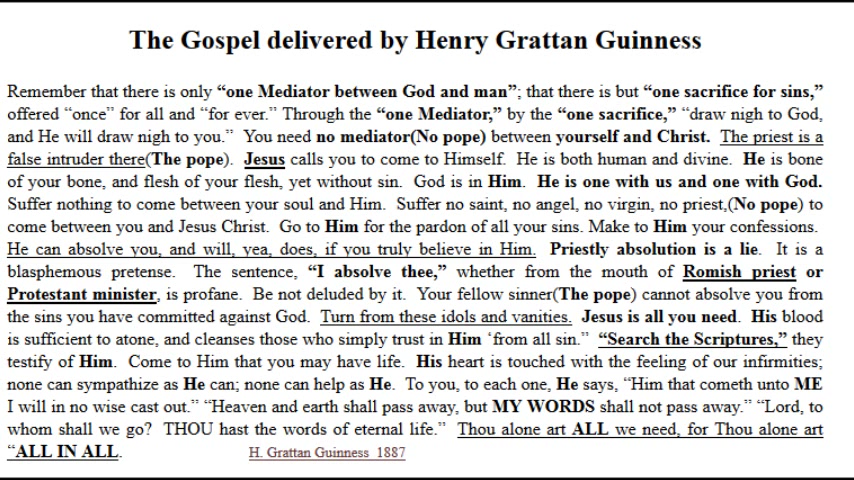 The Gospel delivered by Henry Grattan Guinness
Remember that there is only “one Mediator between God and man”; that there is but “one sacrifice for sins,”
offered “once” for all and “for ever.” Through the “one Mediator,” by the “one sacrifice,” “draw nigh to God,
and He will draw nigh to you.” You need no mediator(No pope) between yourself and Christ. The priest is a
false intruder there(The pope). Jesus calls you to come to Himself. He is both human and divine. He is bone
of your bone, and flesh of your flesh, yet without sin. God is in Him. He is one with us and one with God.
Suffer nothing to come between your soul and Him. Suffer no saint, no angel, no virgin, no priest,(No pope) to
come between you and Jesus Christ. Go to Him for the pardon of all your sins. Make to Him your confessions.
He can absolve you, and will, yea, does, if you truly believe in Him. Priestly absolution is a lie. It is a
blasphemous pretense. The sentence, “I absolve thee,” whether from the mouth of Romish priest or
Protestant minister, is profane. Be not deluded by it. Your fellow sinner(The pope) cannot absolve you from
the sins you have committed against God. Turn from these idols and vanities. Jesus is all you need. His blood
is sufficient to atone, and cleanses those who simply trust in Him ‘from all sin.” “Search the Scriptures,” they
testify of Him. Come to Him that you may have life. His heart is touched with the feeling of our infirmities;
none can sympathize as He can; none can help as He. To you, to each one, He says, “Him that cometh unto ME
I will in no wise cast out.” “Heaven and earth shall pass away, but MY WORDS shall not pass away.” “Lord, to
whom shall we go? THOU hast the words of eternal life.” Thou alone art ALL we need, for Thou alone art
“ALL IN ALL. H. Grattan Guinness 1887